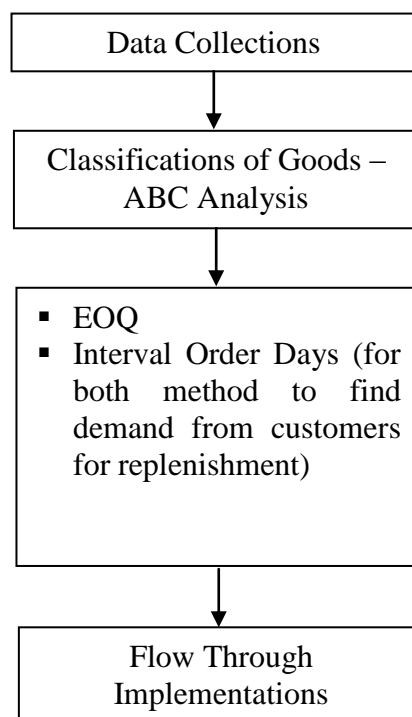 Data Collections
Classifications of Goods –
ABC Analysis
▪ EOQ
▪ Interval Order Days (for
both method to find
demand from customers
for replenishment)
Flow Through
Implementations